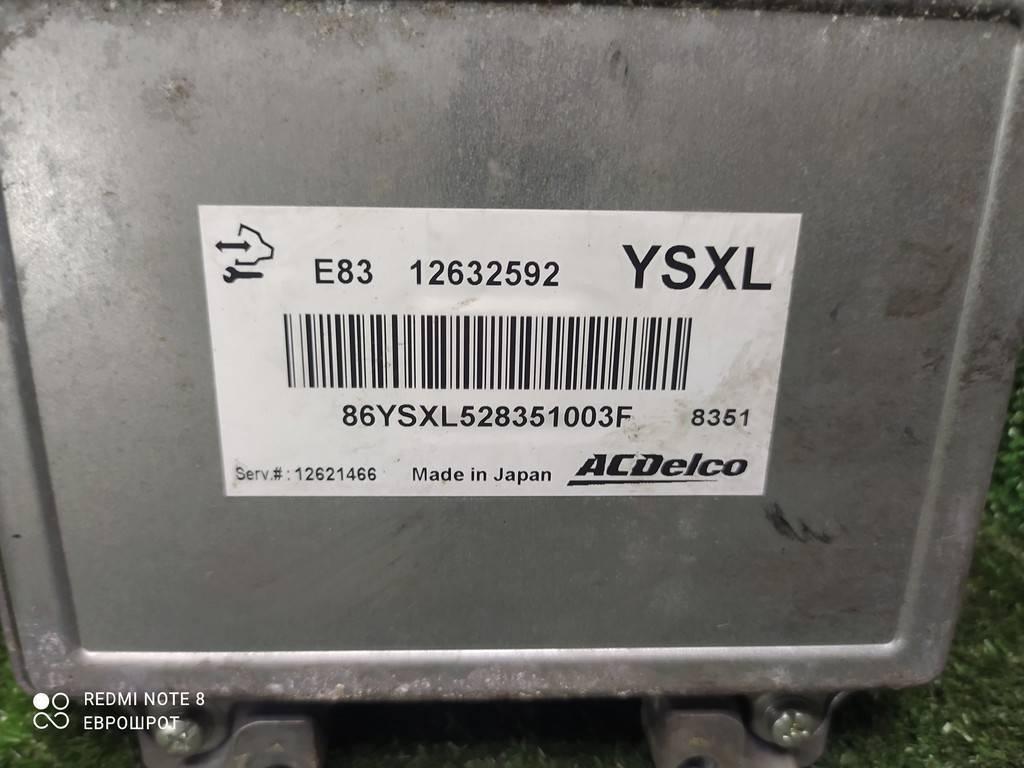 E83 12632592 YSXL
86YSXL528351003F 8351
Serv.#: 12621466 Made in Japan ACDelco
REDMI NOTE 8
ЕВРОШРОТ